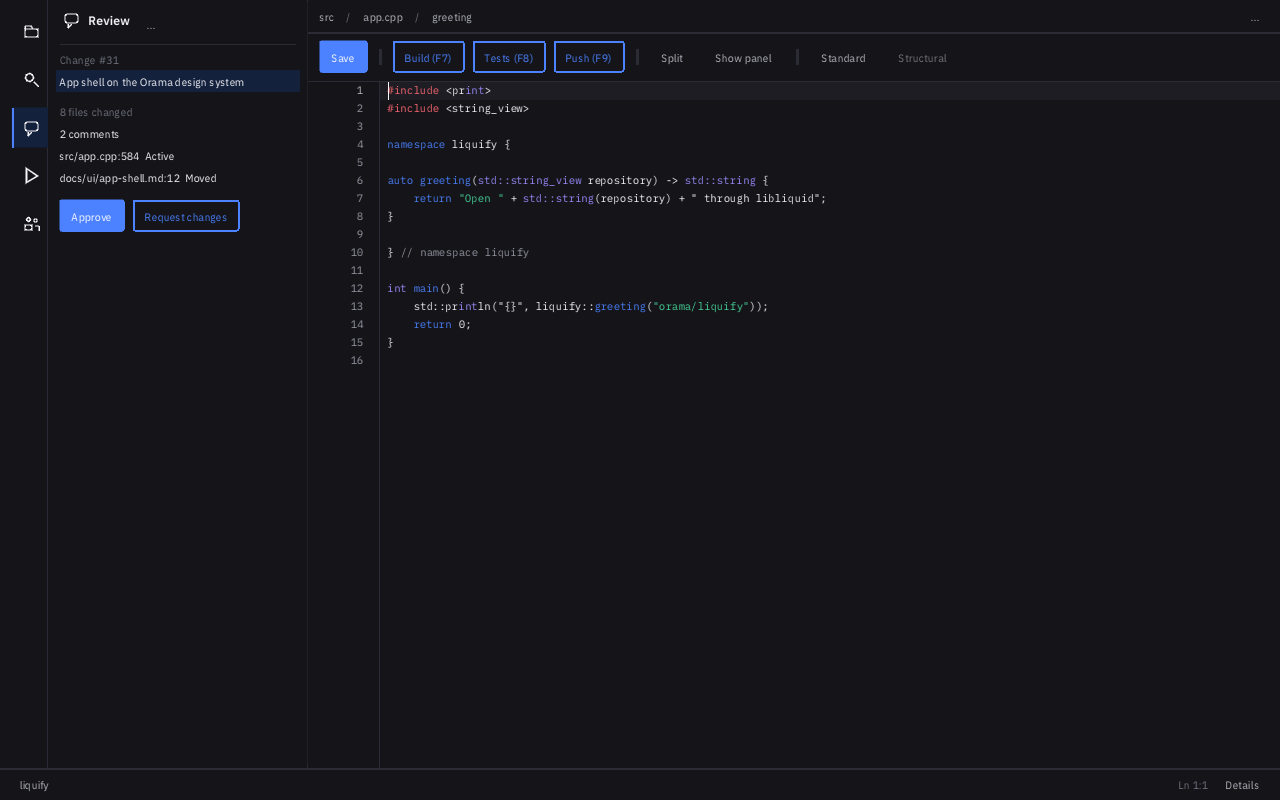 Review
...
Change #31
App shell on the Orama design system
8 files changed
2 comments
src/app.cpp:584 Active
docs/ui/app-shell.md:12 Moved
Approve Request changes
src / app.cpp / greeting ...
Save Build (F7) Tests (F8) Push (F9) Split Show panel Standard Structural
1 #include <print>
2 #include <string_view>
3
4 namespace liquify {
5
6 auto greeting(std::string_view repository) -> std::string {
7     return "Open " + std::string(repository) + " through libliquid";
8 }
9
10 } // namespace liquify
11
12 int main() {
13     std::println("{}", liquify::greeting("orama/liquify"));
14     return 0;
15 }
16
liquify Ln 1:1 Details